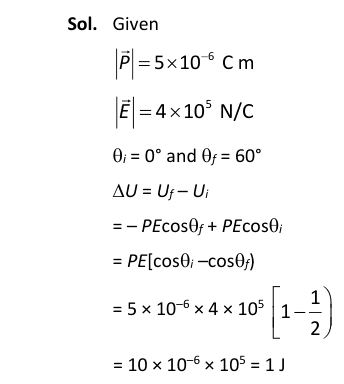 Sol. Given
|P⃗| = 5×10⁻⁶ C m
|E⃗| = 4×10⁵ N/C
θi = 0° and θf = 60°
ΔU = Uf – Ui
= – PEcosθf + PEcosθi
= PE[cosθi –cosθf)
= 5 × 10⁻⁶ × 4 × 10⁵ [1 – 1/2)
= 10 × 10⁻⁶ × 10⁵ = 1 J